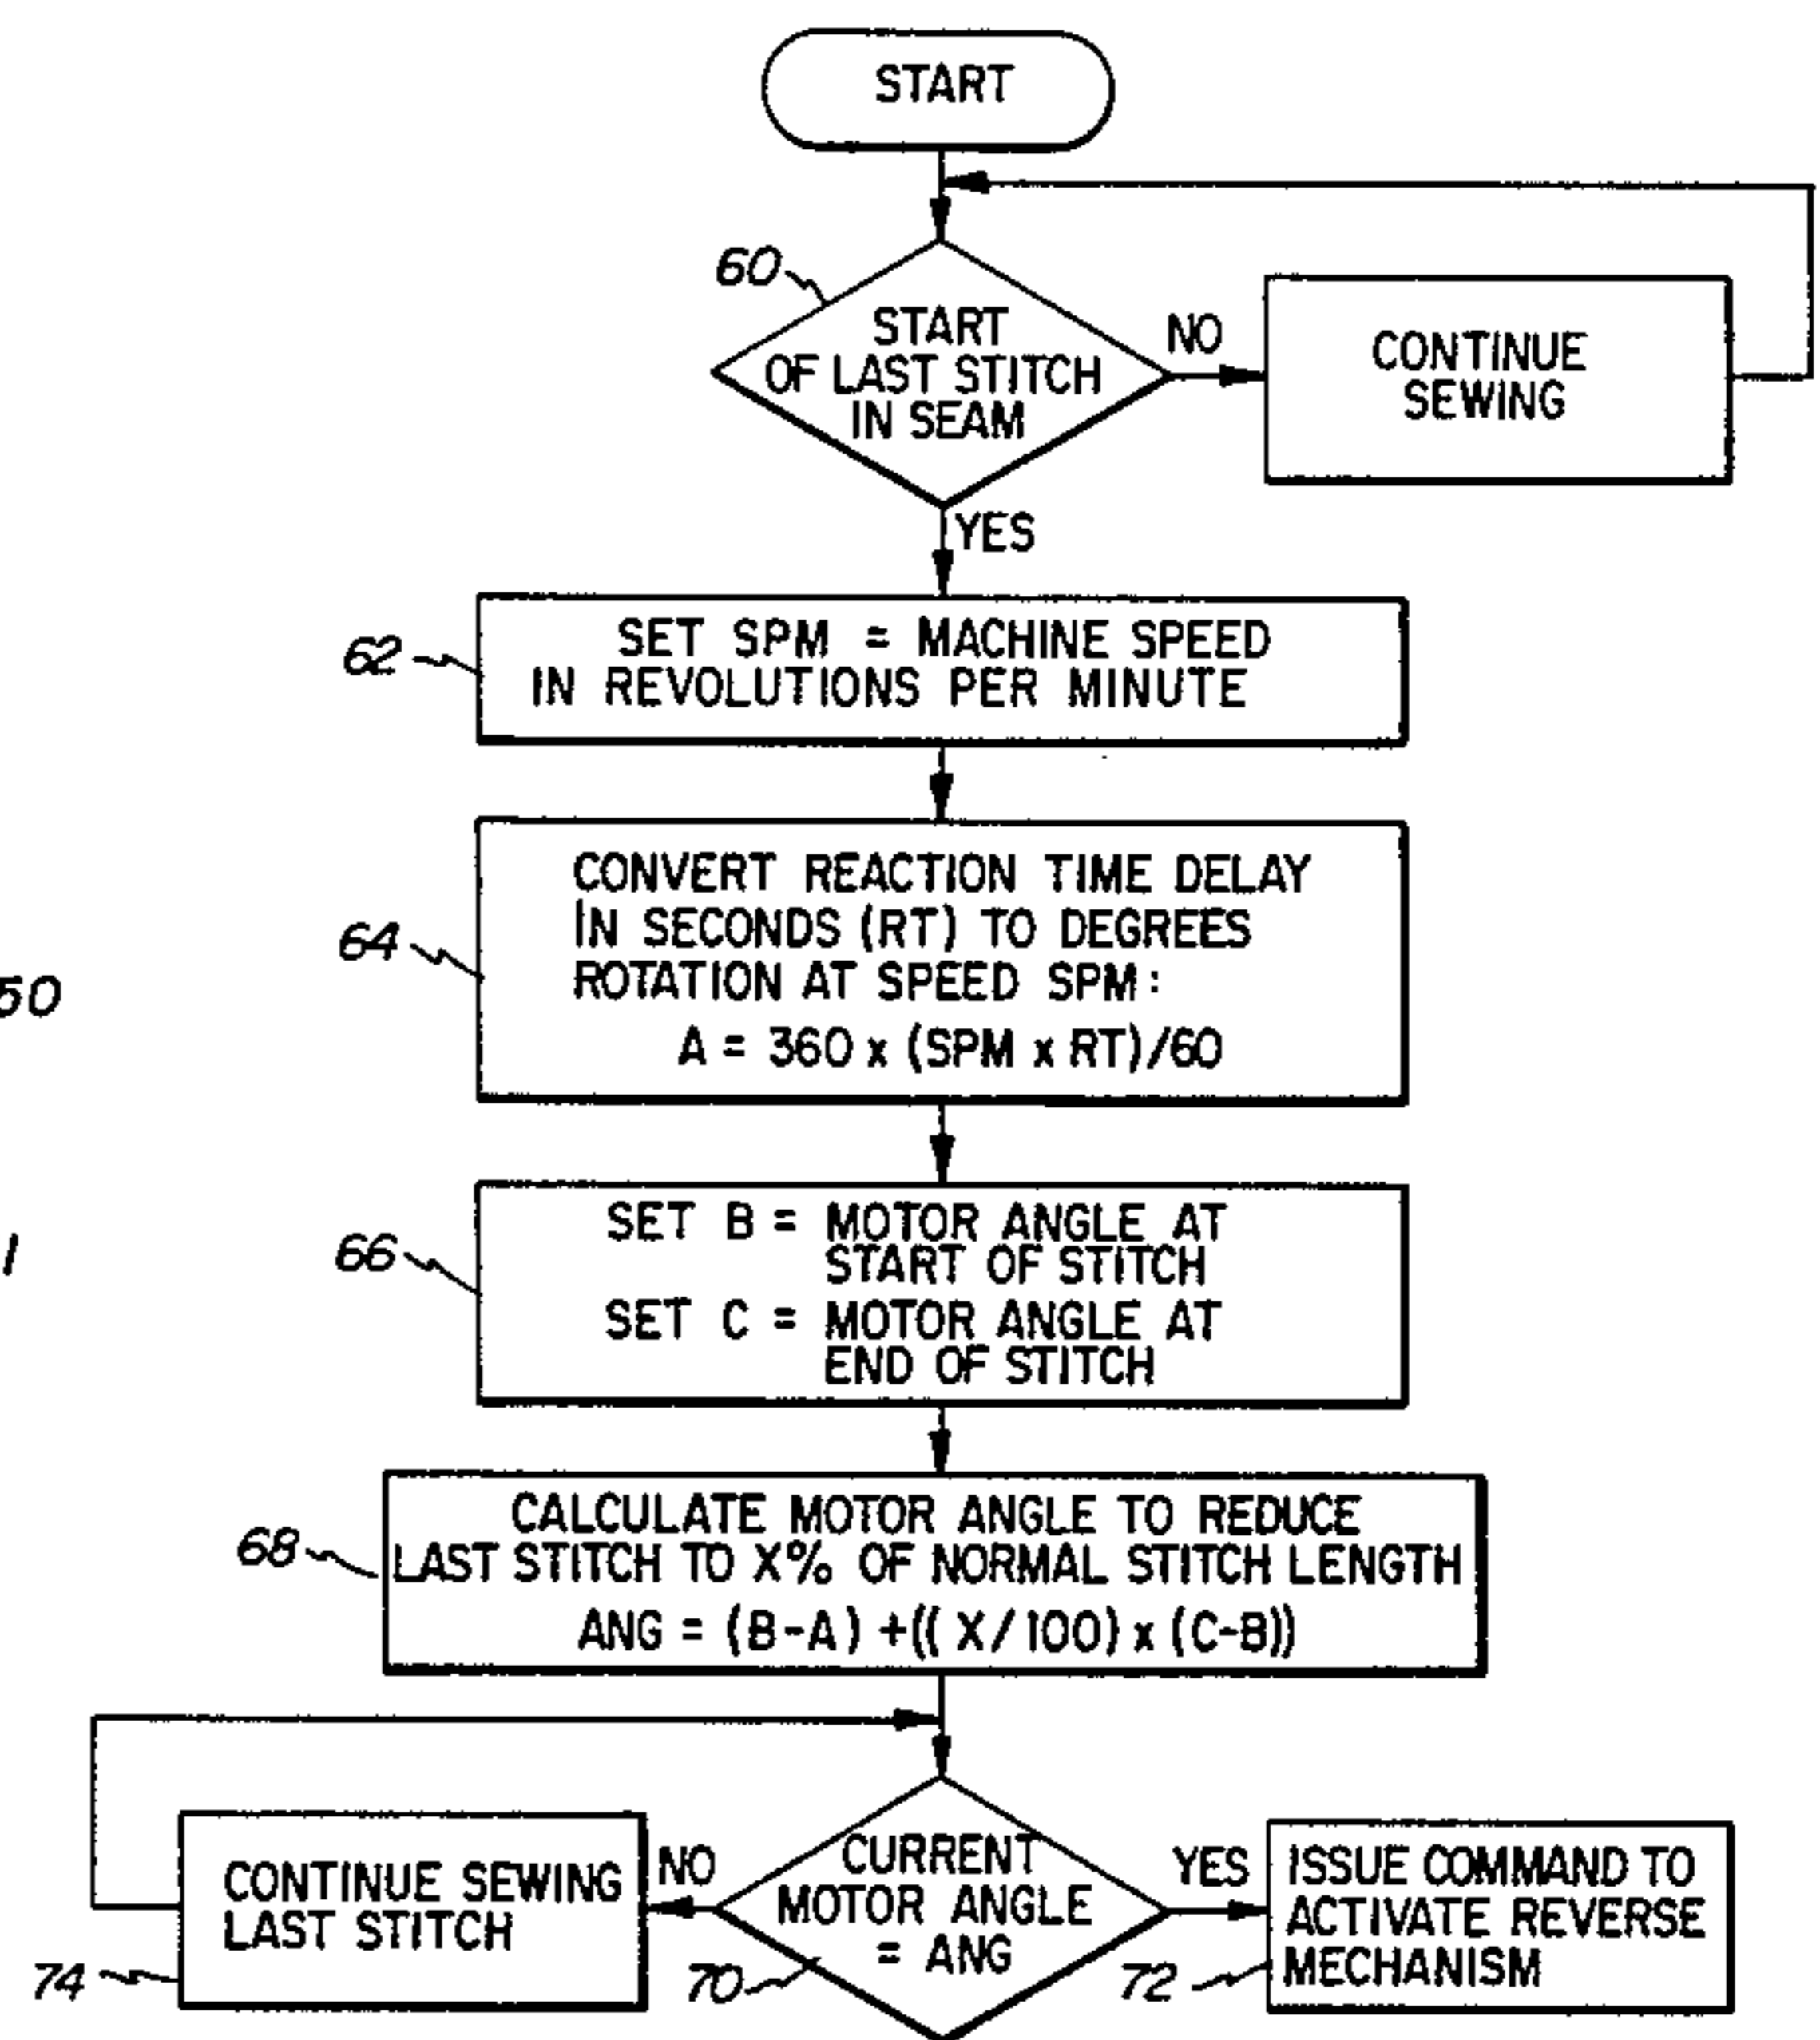 START
60
START
OF LAST STITCH
IN SEAM
NO
CONTINUE
SEWING
YES
62
SET SPM = MACHINE SPEED
IN REVOLUTIONS PER MINUTE
64
CONVERT REACTION TIME DELAY
IN SECONDS (RT) TO DEGREES
ROTATION AT SPEED SPM:
A = 360 x (SPM x RT)/60
50
66
SET B = MOTOR ANGLE AT
START OF STITCH
SET C = MOTOR ANGLE AT
END OF STITCH
1
68
CALCULATE MOTOR ANGLE TO REDUCE
LAST STITCH TO X% OF NORMAL STITCH LENGTH
ANG = (B-A) +(( X/100) x (C-B))
74
CONTINUE SEWING
LAST STITCH
NO
70
CURRENT
MOTOR ANGLE
= ANG
YES
72
ISSUE COMMAND TO
ACTIVATE REVERSE
MECHANISM